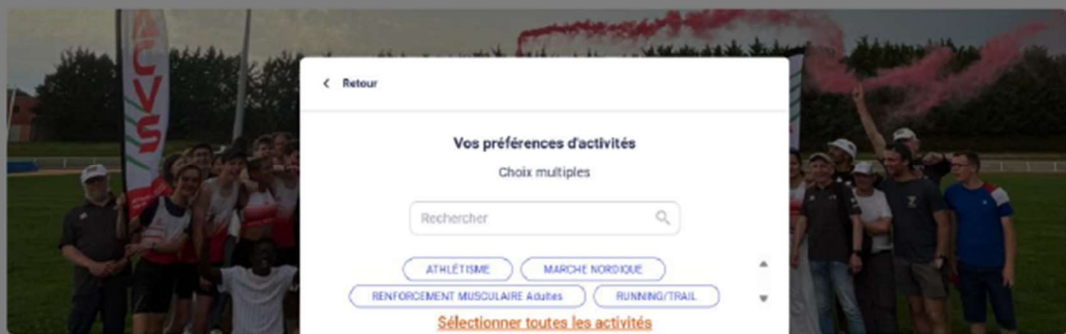 ACVS
Retour
Vos préférences d'activités
Choix multiples
Rechercher
ATHLÉTISME MARCHE NORDIQUE
RENFORCEMENT MUSCULAIRE Adultes RUNNING/TRAIL
Sélectionner toutes les activités